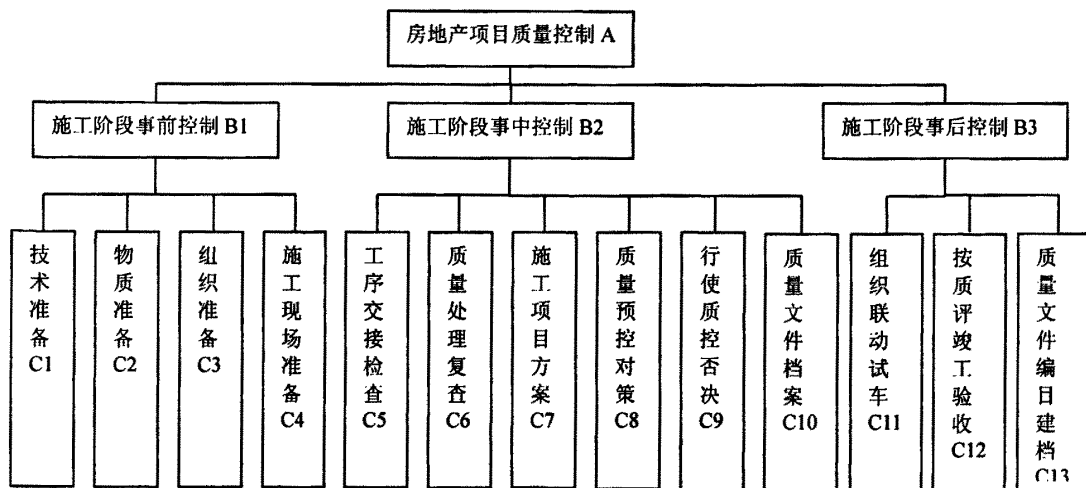 房地产项目质量控制 A
施工阶段事前控制 B1
施工阶段事中控制 B2
施工阶段事后控制 B3
技术准备 C1
物质准备 C2
组织准备 C3
施工现场准备 C4
工序交接检查 C5
质量处理复查 C6
施工项目方案 C7
质量预控对策 C8
行使质控否决 C9
质量文件档案 C10
组织联动试车 C11
按质评竣工验收 C12
质量文件编目建档 C13